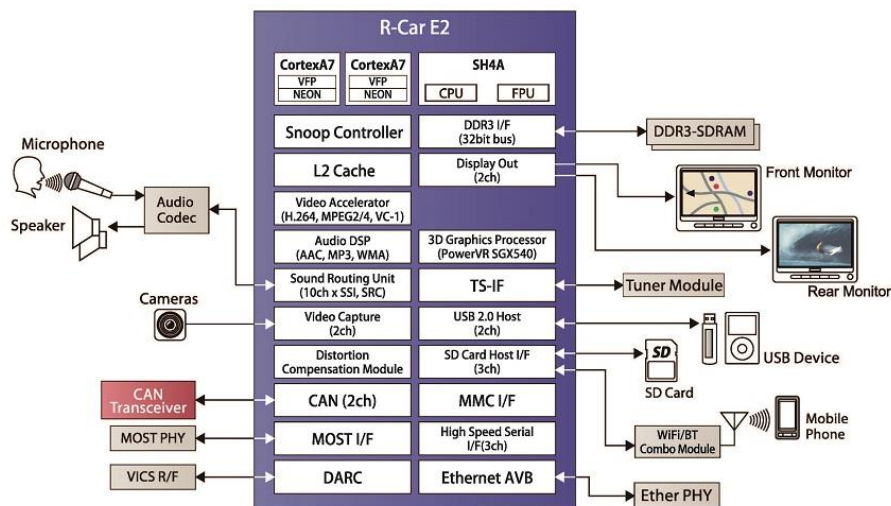 R-Car E2
CortexA7
VFP
NEON
CortexA7
VFP
NEON
SH4A
CPU
FPU
Snoop Controller
DDR3 I/F
(32bit bus)
L2 Cache
Display Out
(2ch)
Video Accelerator
(H.264, MPEG2/4, VC-1)
Audio DSP
(AAC, MP3, WMA)
3D Graphics Processor
(PowerVR SGX540)
Sound Routing Unit
(10ch x SSI, SRC)
TS-IF
Video Capture
(2ch)
USB 2.0 Host
(2ch)
Distortion
Compensation Module
SD Card Host I/F
(3ch)
CAN (2ch)
MMC I/F
MOST I/F
High Speed Serial
I/F(3ch)
DARC
Ethernet AVB
Microphone
Speaker
Audio
Codec
Cameras
CAN
Transceiver
MOST PHY
VICS R/F
DDR3-SDRAM
Front Monitor
Rear Monitor
Tuner Module
USB Device
SD
SD Card
WiFi/BT
Combo Module
Mobile
Phone
Ether PHY